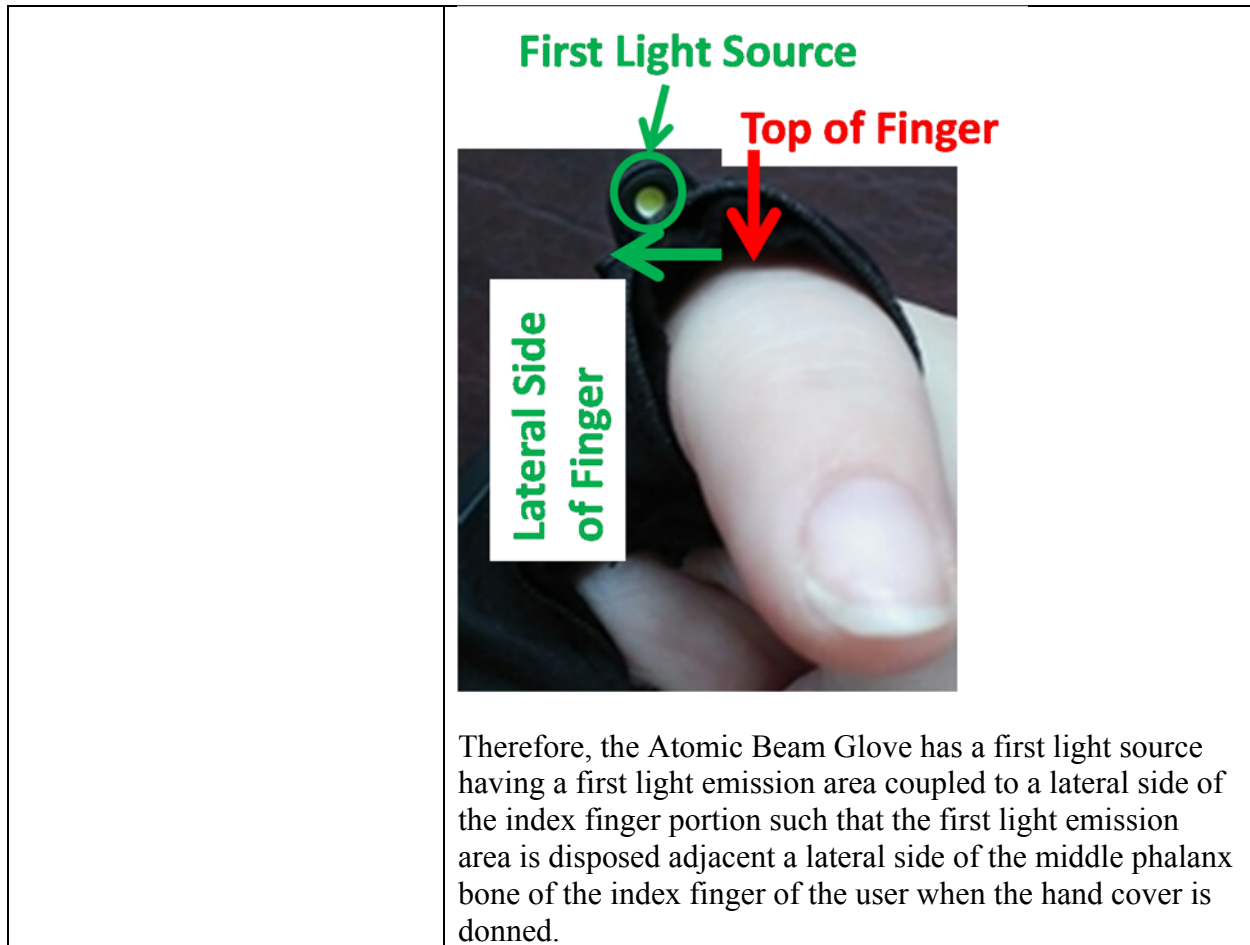 First Light Source
Top of Finger
Lateral Side
of Finger
Therefore, the Atomic Beam Glove has a first light source
having a first light emission area coupled to a lateral side of
the index finger portion such that the first light emission
area is disposed adjacent a lateral side of the middle phalanx
bone of the index finger of the user when the hand cover is
donned.